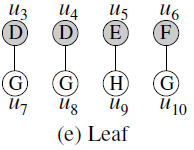 u3 u4 u5 u6
D D E F
G G H G
u7 u8 u9 u10
(e) Leaf